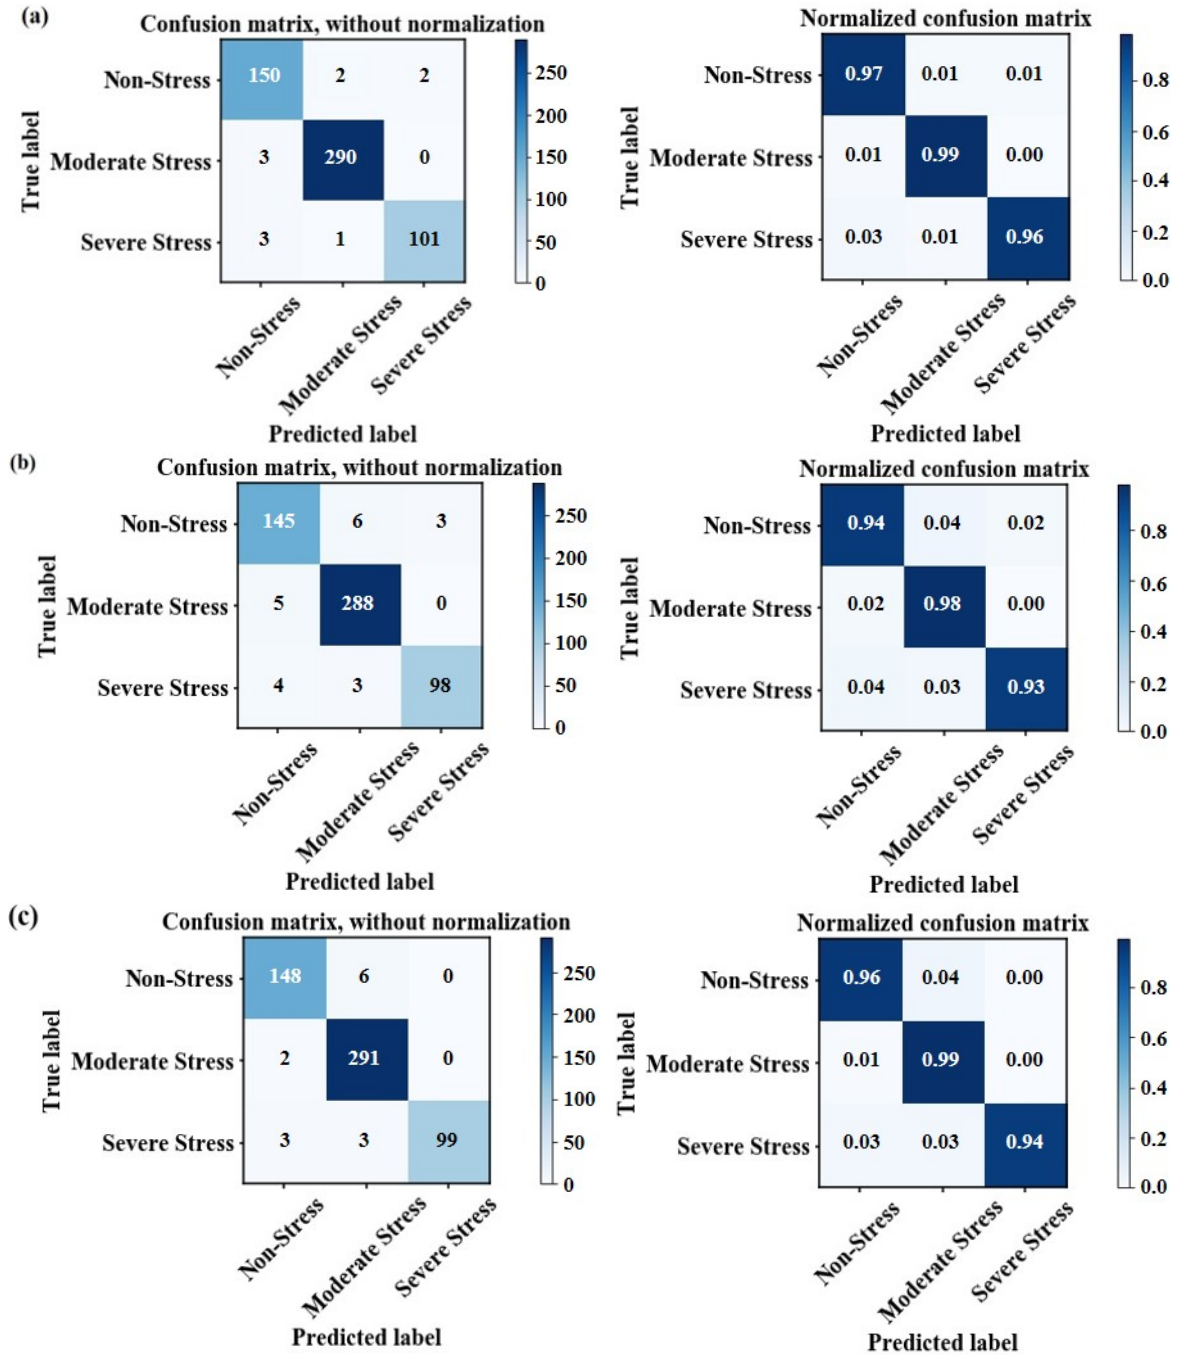 (a)
Confusion matrix, without normalization
Normalized confusion matrix
True label
Non-Stress 150 2 2
Moderate Stress 3 290 0
Severe Stress 3 1 101
250
200
150
100
50
0
Non-Stress
Moderate Stress
Severe Stress
Predicted label
True label
Non-Stress 0.97 0.01 0.01
Moderate Stress 0.01 0.99 0.00
Severe Stress 0.03 0.01 0.96
0.8
0.6
0.4
0.2
0.0
Non-Stress
Moderate Stress
Severe Stress
Predicted label
(b)
Confusion matrix, without normalization
Normalized confusion matrix
True label
Non-Stress 145 6 3
Moderate Stress 5 288 0
Severe Stress 4 3 98
250
200
150
100
50
0
Non-Stress
Moderate Stress
Severe Stress
Predicted label
True label
Non-Stress 0.94 0.04 0.02
Moderate Stress 0.02 0.98 0.00
Severe Stress 0.04 0.03 0.93
0.8
0.6
0.4
0.2
0.0
Non-Stress
Moderate Stress
Severe Stress
Predicted label
(c)
Confusion matrix, without normalization
Normalized confusion matrix
True label
Non-Stress 148 6 0
Moderate Stress 2 291 0
Severe Stress 3 3 99
250
200
150
100
50
0
Non-Stress
Moderate Stress
Severe Stress
Predicted label
True label
Non-Stress 0.96 0.04 0.00
Moderate Stress 0.01 0.99 0.00
Severe Stress 0.03 0.03 0.94
0.8
0.6
0.4
0.2
0.0
Non-Stress
Moderate Stress
Severe Stress
Predicted label